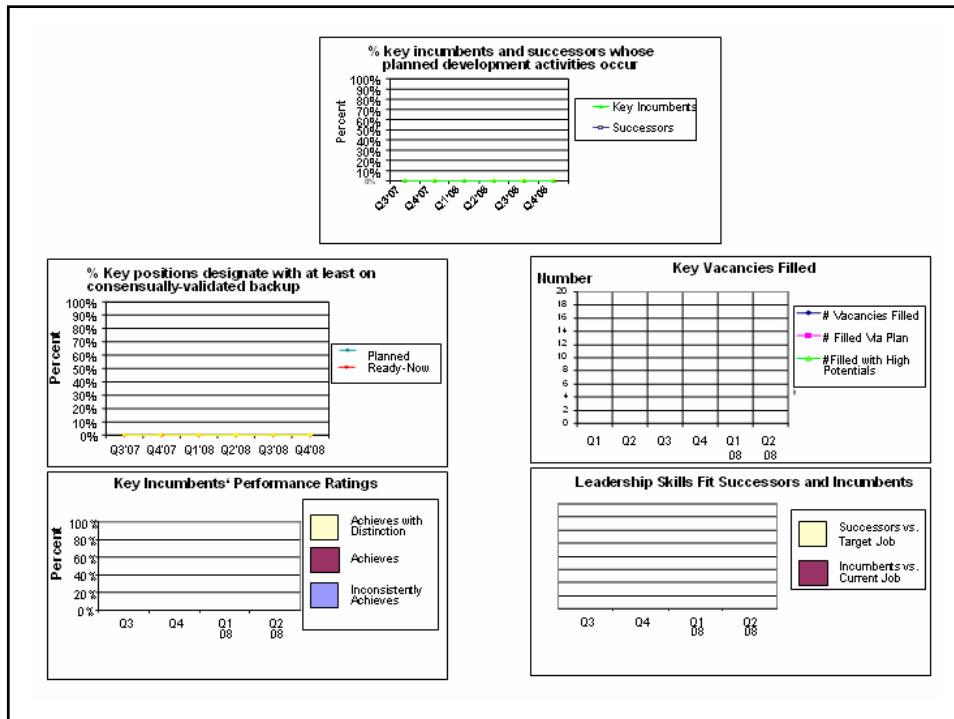 % key incumbents and successors whose
planned development activities occur
Percent
100%
90%
80%
70%
60%
50%
40%
30%
20%
10%
0%
Q3'07
Q4'07
Q1'08
Q2'08
Q3'08
Q4'08
Key Incumbents
Successors
% Key positions designate with at least on
consensually-validated backup
Percent
100%
90%
80%
70%
60%
50%
40%
30%
20%
10%
0%
Q3'07 Q4'07 Q1'08 Q2'08 Q3'08 Q4'08
Planned
Ready-Now
Key Vacancies Filled
Number
20
18
16
14
12
10
8
6
4
2
0
Q1 Q2 Q3 Q4 Q1 Q2
08 08
# Vacancies Filled
# Filled Via Plan
#Filled with High
Potentials
Key Incumbents' Performance Ratings
Percent
100%
80%
60%
40%
20%
0%
Q3 Q4 Q1 Q2
08 08
Achieves with
Distinction
Achieves
Inconsistently
Achieves
Leadership Skills Fit Successors and Incumbents
Q3 Q4 Q1 Q2
08 08
Successors vs.
Target Job
Incumbents vs.
Current Job